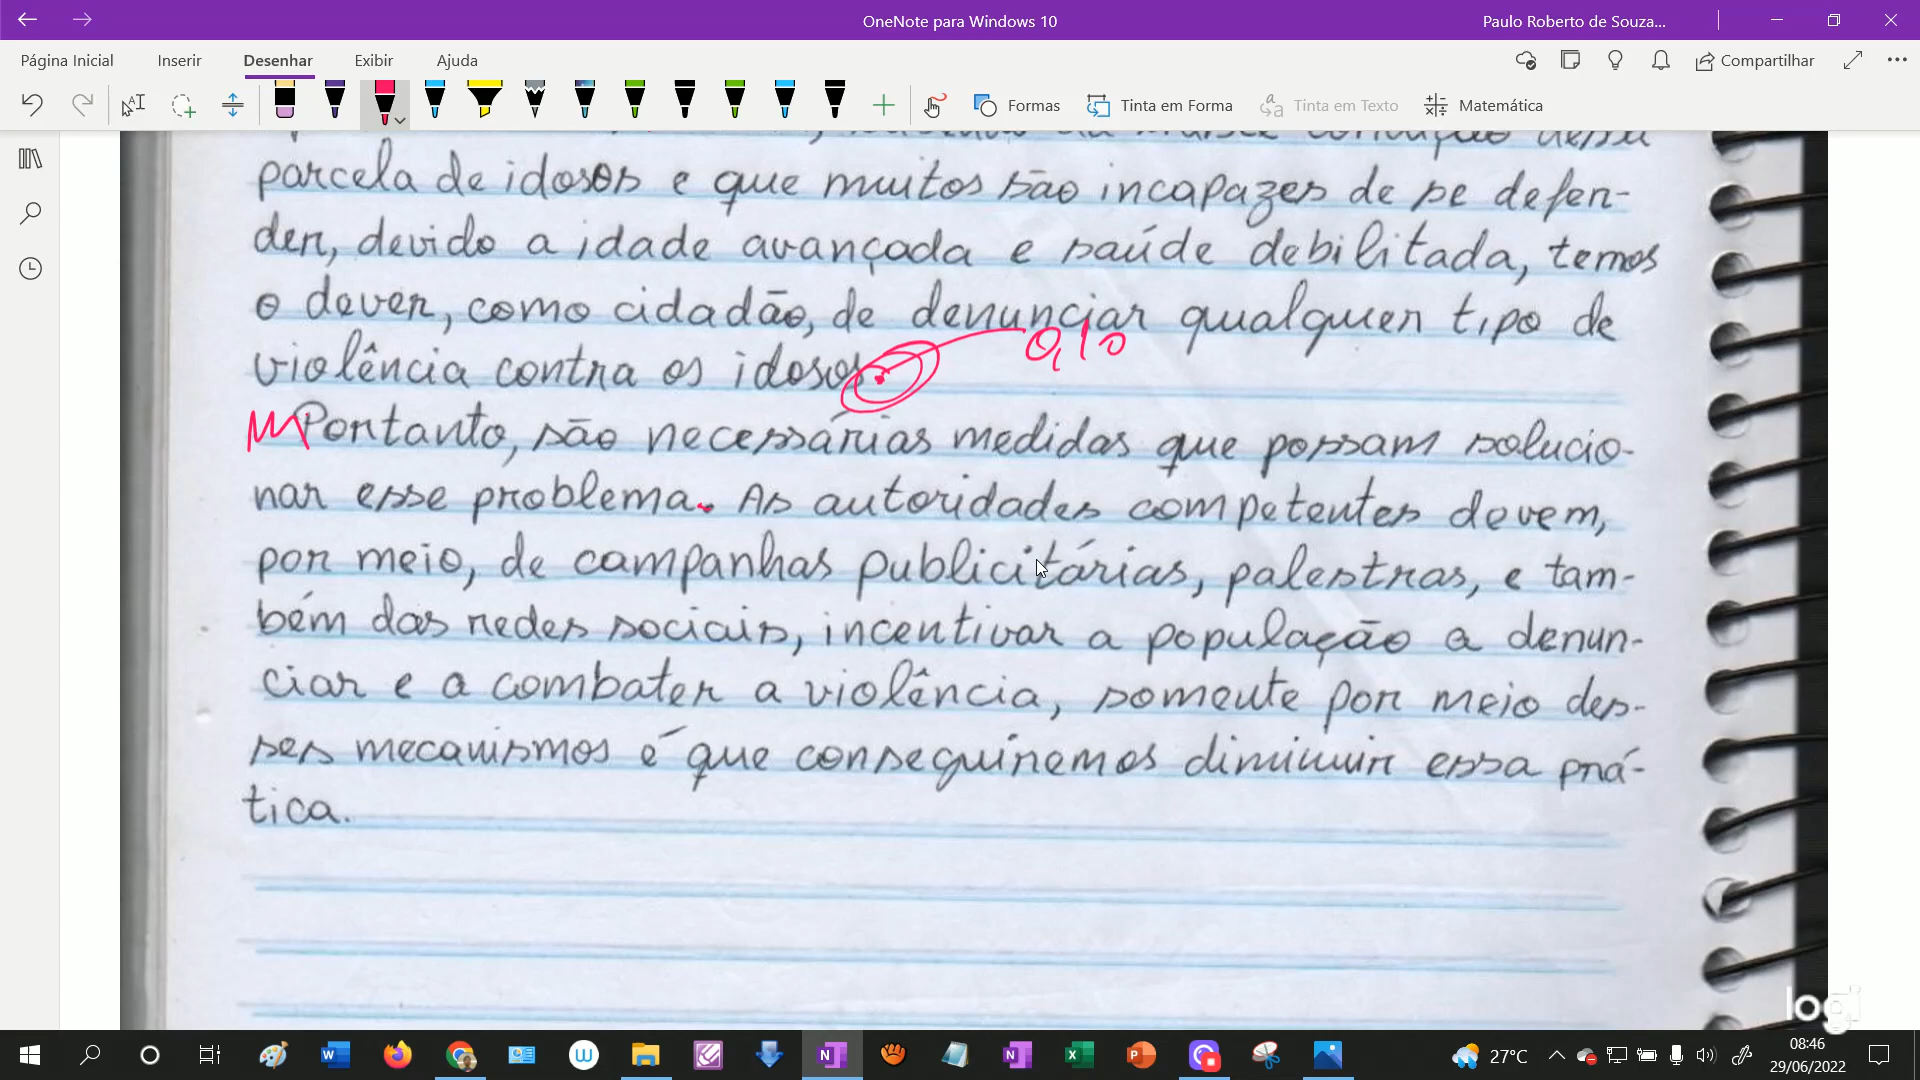 OneNote para Windows 10
Paulo Roberto de Souza...
Página Inicial
Inserir
Desenhar
Exibir
Ajuda
Compartilhar
Formas
Tinta em Forma
Tinta em Texto
Matemática
parcela de idosos e que muitos são incapazes de se defen-
der, devido a idade avançada e saúde debilitada, temos
o dever, como cidadão, de denunciar qualquer tipo de
violência contra os idosos.
0,10
Portanto, são necessárias medidas que possam solucio-
nar esse problema. As autoridades competentes devem,
por meio, de campanhas publicitárias, palestras, e tam-
bém das redes sociais, incentivar a população a denun-
ciar e a combater a violência, somente por meio des-
ses mecanismos é que conseguiremos diminuir essa prá-
tica.
logi
27°C
08:46
29/06/2022